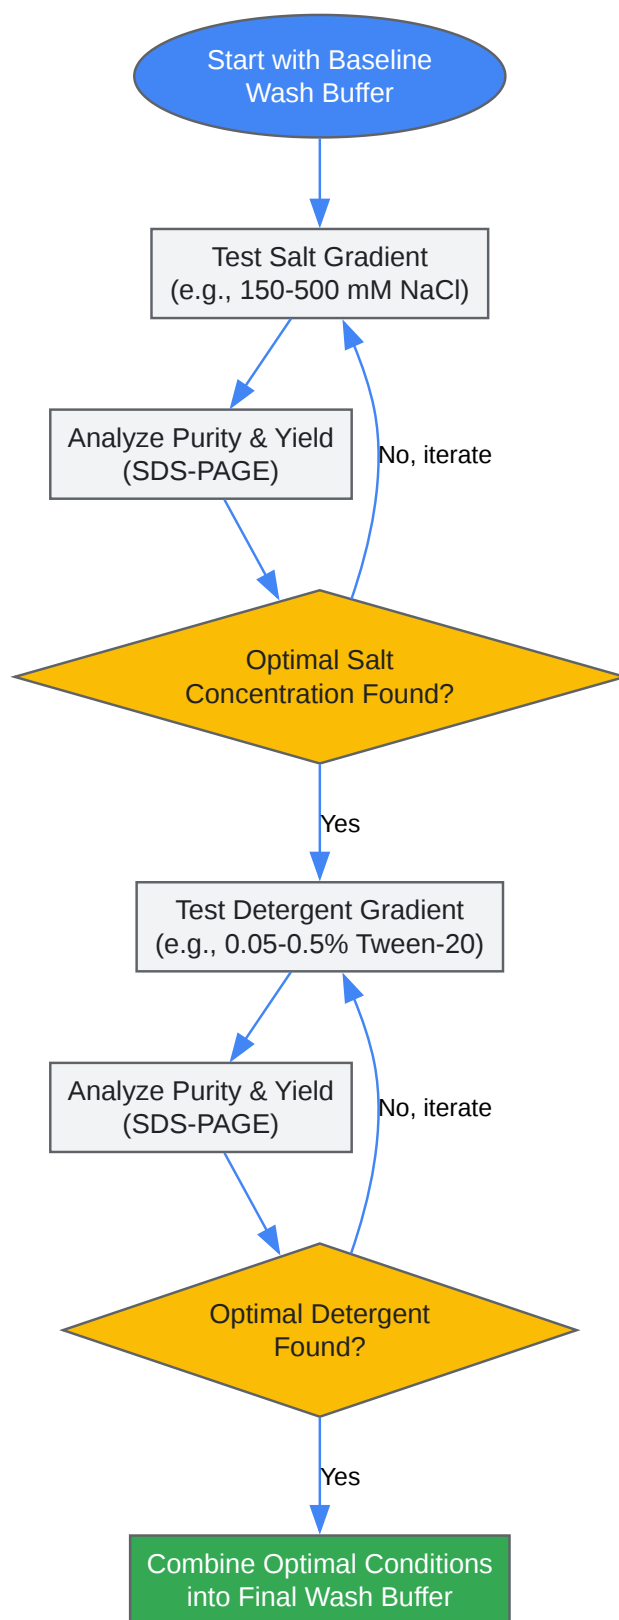 Start with Baseline
Wash Buffer
Test Salt Gradient
(e.g., 150-500 mM NaCl)
Analyze Purity & Yield
(SDS-PAGE)
No, iterate
Optimal Salt
Concentration Found?
Yes
Test Detergent Gradient
(e.g., 0.05-0.5% Tween-20)
Analyze Purity & Yield
(SDS-PAGE)
No, iterate
Optimal Detergent
Found?
Yes
Combine Optimal Conditions
into Final Wash Buffer